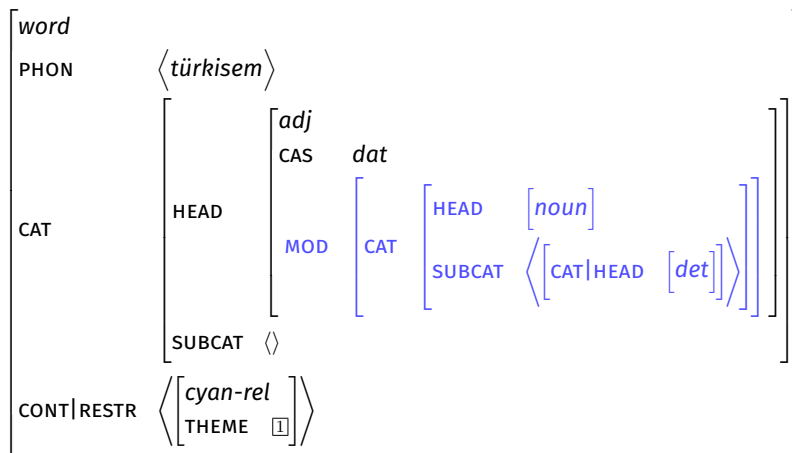 word
PHON ⟨türkisem⟩
adj
CAS dat
HEAD [noun]
HEAD
CAT
MOD [CAT
SUBCAT ⟨[CAT|HEAD [det]]⟩
SUBCAT ⟨⟩
cyan-rel
CONT|RESTR
THEME 1